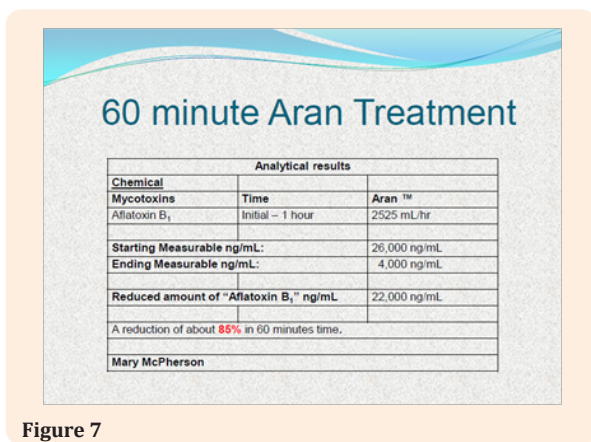 60 minute Aran Treatment
Analytical results
Chemical
Mycotoxins Time Aran ™
Aflatoxin B₁ Initial – 1 hour 2525 mL/hr
Starting Measurable ng/mL: 26,000 ng/mL
Ending Measurable ng/mL: 4,000 ng/mL
Reduced amount of "Aflatoxin B₁" ng/mL 22,000 ng/mL
A reduction of about 85% in 60 minutes time.
Mary McPherson
Figure 7